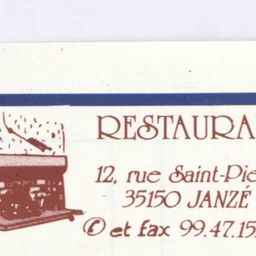 RESTAURA
12, rue Saint-Pie
35150 JANZÉ
et fax 99.47.15